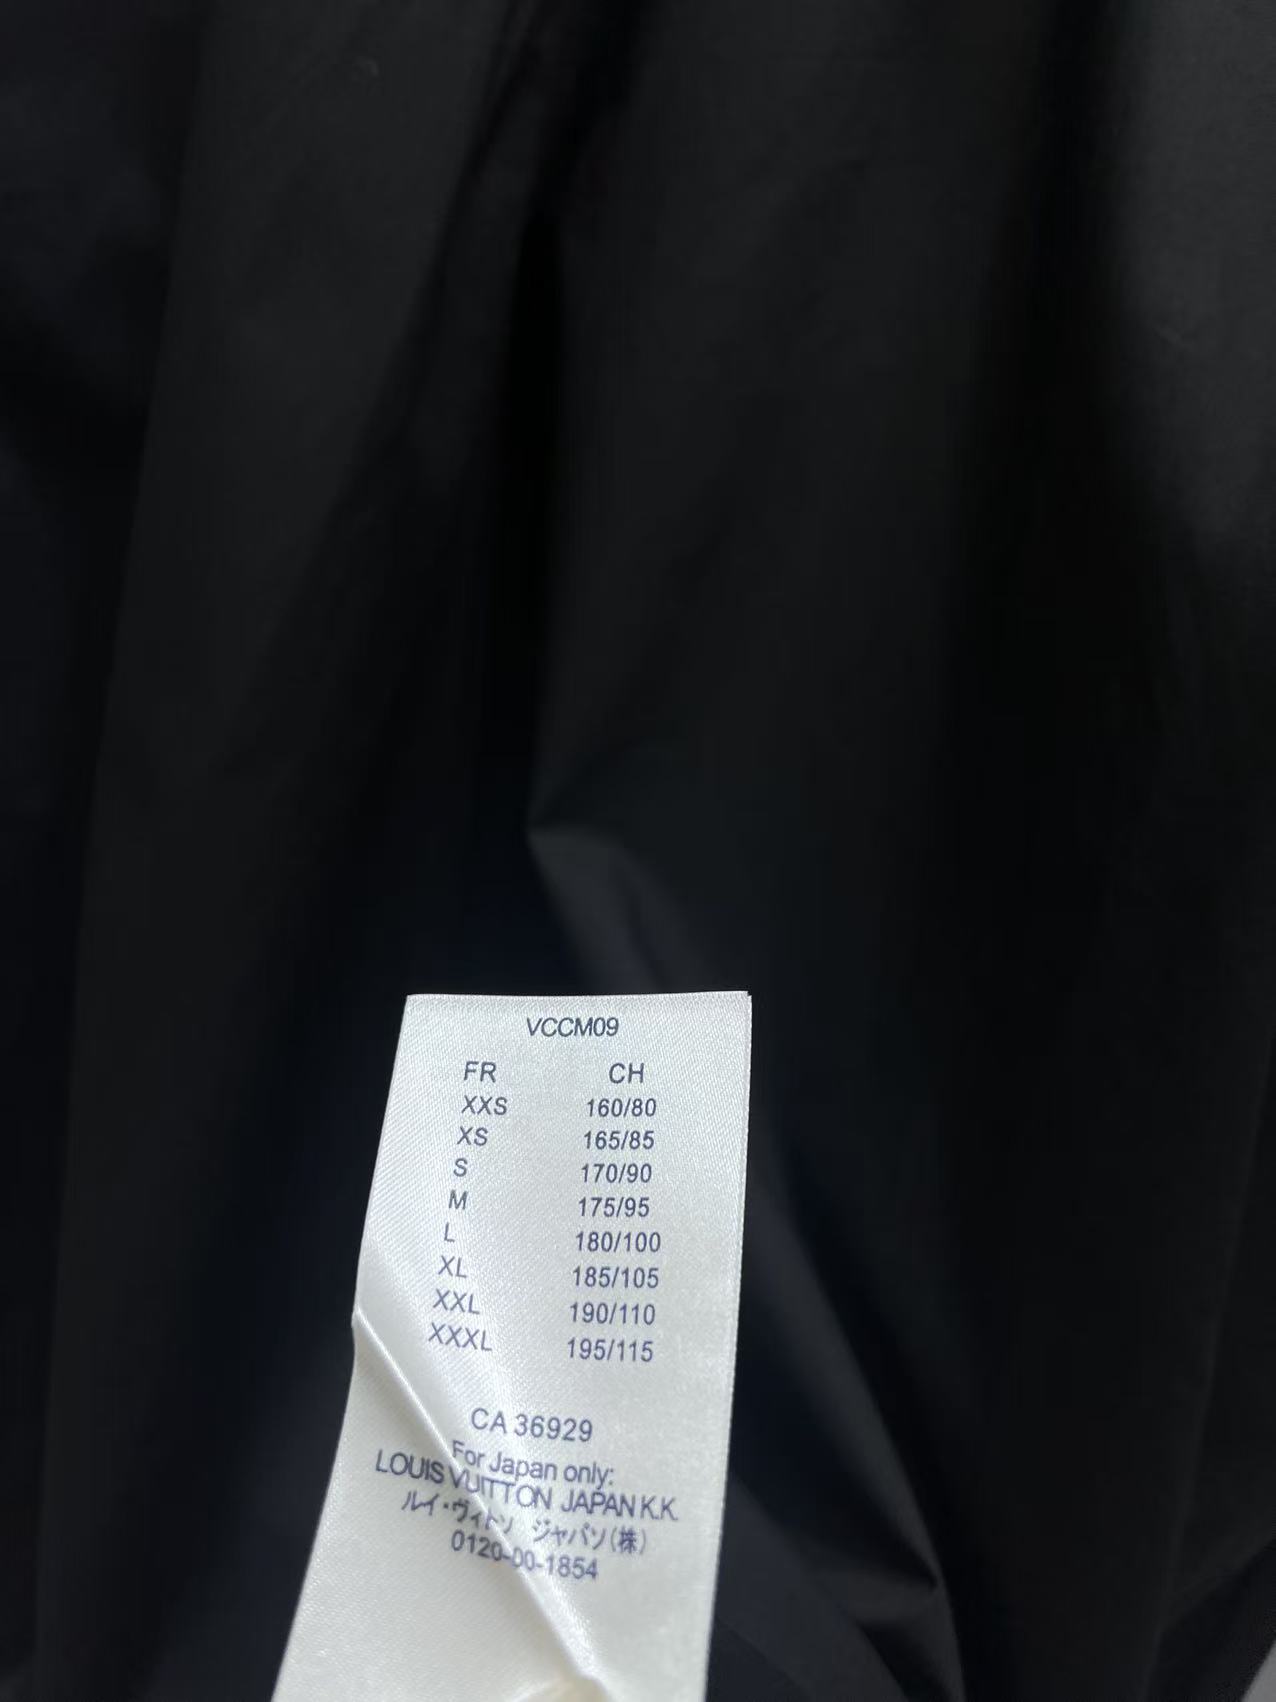 VCCM09
FR CH
XXS 160/80
XS 165/85
S 170/90
M 175/95
L 180/100
XL 185/105
XXL 190/110
XXXL 195/115
CA 36929
For Japan only:
LOUIS VUITTON JAPAN K.K.
ルイ・ヴィトン ジャパン(株)
0120-00-1854